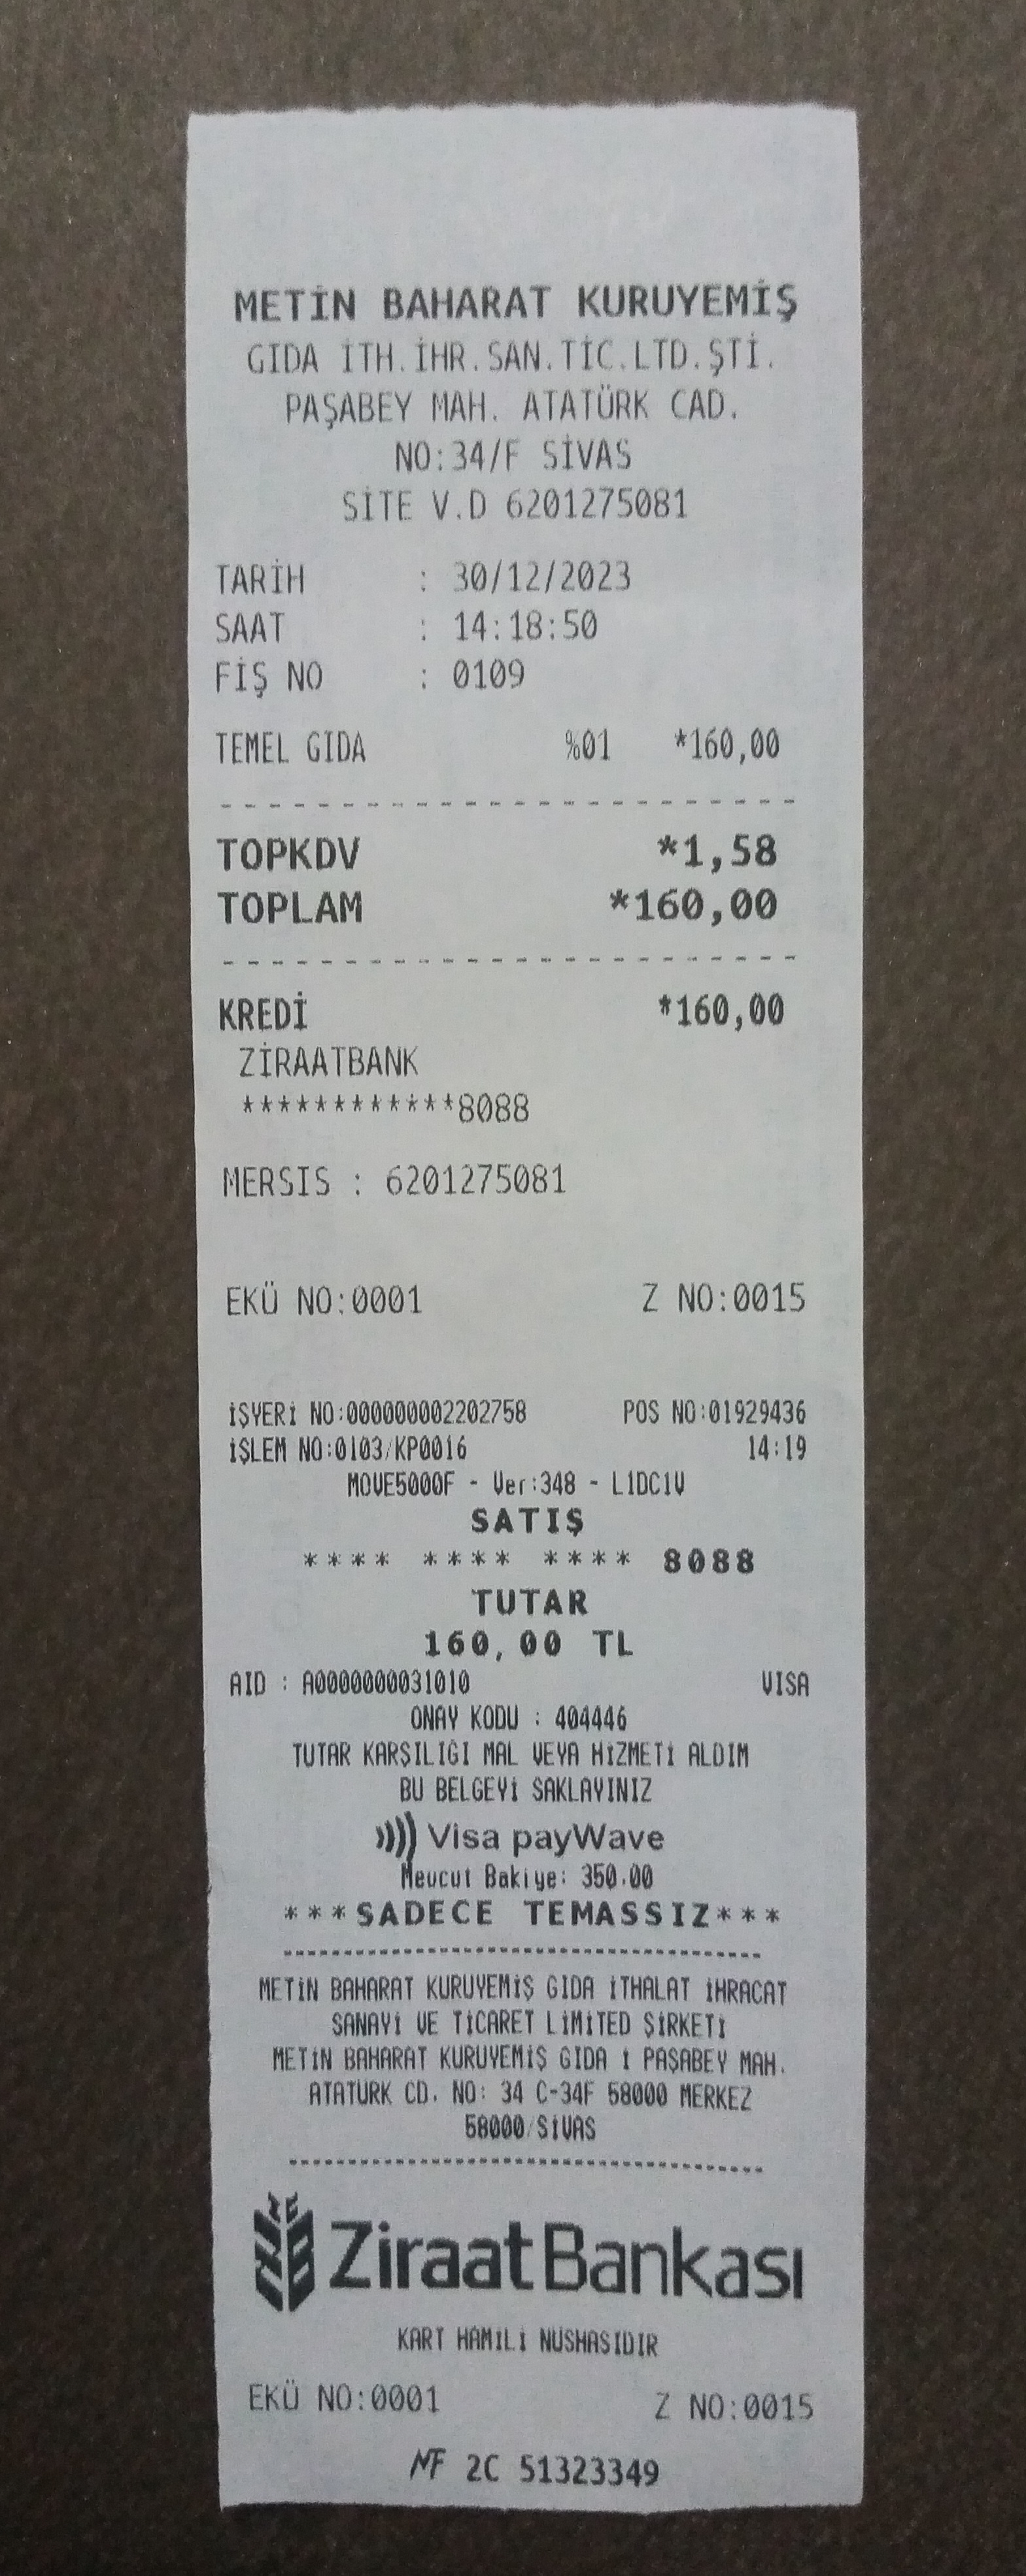 METİN BAHARAT KURUYEMİŞ
GIDA İTH.İHR.SAN.TİC.LTD.ŞTİ.
PAŞABEY MAH. ATATÜRK CAD.
NO:34/F SİVAS
SİTE V.D 6201275081
TARİH : 30/12/2023
SAAT : 14:18:50
FİŞ NO : 0109
TEMEL GIDA %01 *160,00
TOPKDV *1,58
TOPLAM *160,00
KREDİ *160,00
ZİRAATBANK
************8088
MERSIS : 6201275081
EKÜ NO:0001 Z NO:0015
İŞYERİ NO:000000002202758 POS NO:01929436
İŞLEM NO:0103/KP0016 14:19
MOVE5000F - Ver:348 - L1DC1V
SATIŞ
**** **** **** 8088
TUTAR
160,00 TL
AID : A0000000031010 VISA
ONAY KODU : 404446
TUTAR KARŞILIĞI MAL VEYA HİZMETİ ALDIM
BU BELGEYİ SAKLAYINIZ
Visa payWave
Mevcut Bakiye: 350.00
***SADECE TEMASSIZ***
METİN BAHARAT KURUYEMİŞ GIDA İTHALAT İHRACAT
SANAYİ VE TİCARET LİMİTED ŞİRKETİ
METİN BAHARAT KURUYEMİŞ GIDA İ PAŞABEY MAH.
ATATÜRK CD. NO: 34 C-34F 58000 MERKEZ
58000/SİVAS
Ziraat Bankası
KART HAMİLİ NÜSHASIDIR
EKÜ NO:0001 Z NO:0015
MF 2C 51323349